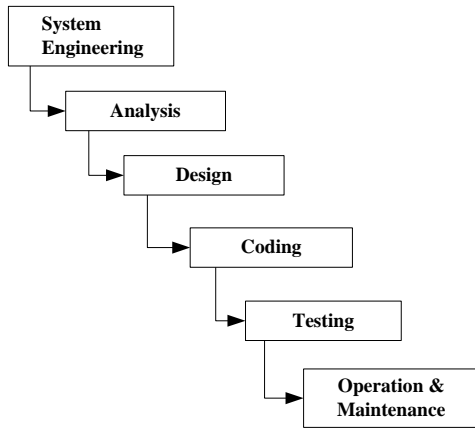 System
Engineering
Analysis
Design
Coding
Testing
Operation &
Maintenance